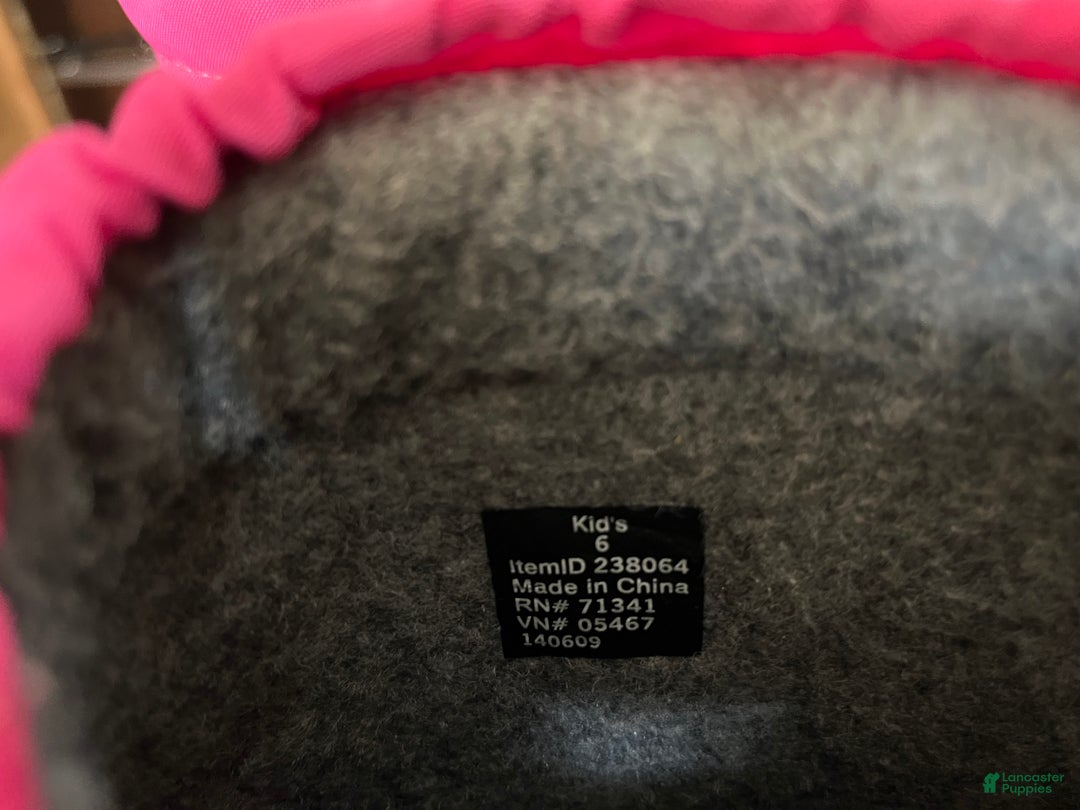 Kid's
6
ItemID 238064
Made in China
RN# 71341
VN# 05467
140609
Lancaster
Puppies